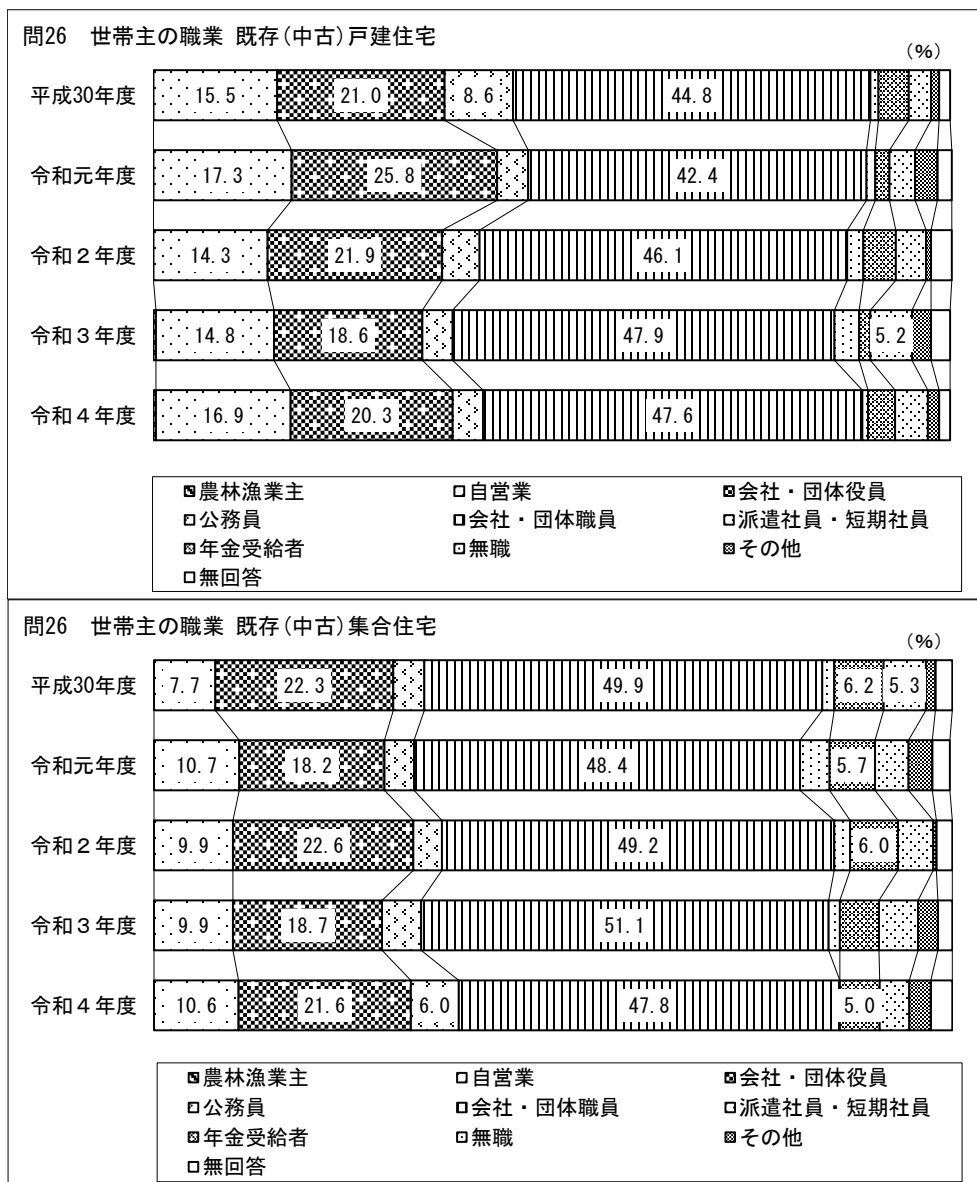 問26　世帯主の職業 既存(中古)戸建住宅
(%)
平成30年度 15.5 21.0 8.6 44.8
令和元年度 17.3 25.8 42.4
令和２年度 14.3 21.9 46.1
令和３年度 14.8 18.6 47.9 5.2
令和４年度 16.9 20.3 47.6
農林漁業主 自営業 会社・団体役員
公務員 会社・団体職員 派遣社員・短期社員
年金受給者 無職 その他
無回答
問26　世帯主の職業 既存(中古)集合住宅
(%)
平成30年度 7.7 22.3 49.9 6.2 5.3
令和元年度 10.7 18.2 48.4 5.7
令和２年度 9.9 22.6 49.2 6.0
令和３年度 9.9 18.7 51.1
令和４年度 10.6 21.6 6.0 47.8 5.0
農林漁業主 自営業 会社・団体役員
公務員 会社・団体職員 派遣社員・短期社員
年金受給者 無職 その他
無回答